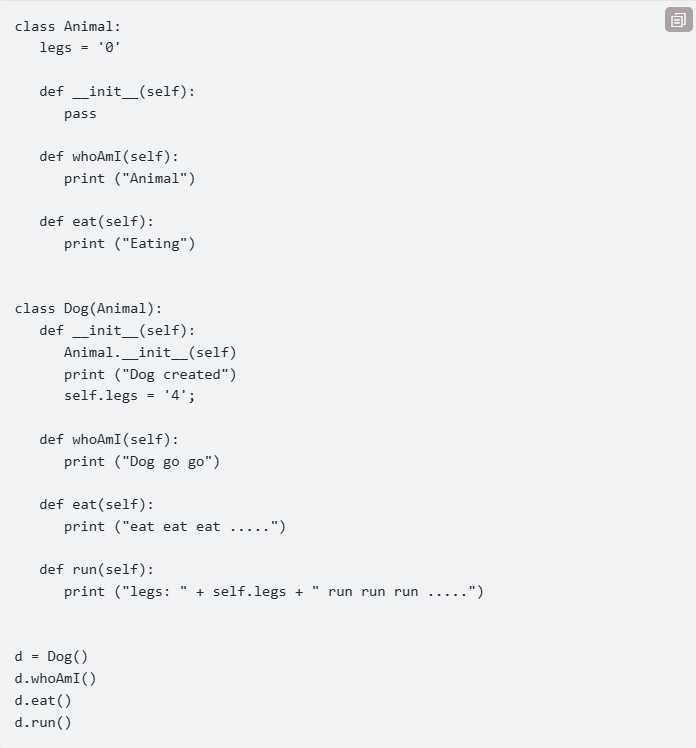 class Animal:
   legs = '0'

   def __init__(self):
      pass

   def whoAmI(self):
      print ("Animal")

   def eat(self):
      print ("Eating")


class Dog(Animal):
   def __init__(self):
      Animal.__init__(self)
      print ("Dog created")
      self.legs = '4';

   def whoAmI(self):
      print ("Dog go go")

   def eat(self):
      print ("eat eat eat .....")

   def run(self):
      print ("legs: " + self.legs + " run run run .....")


d = Dog()
d.whoAmI()
d.eat()
d.run()